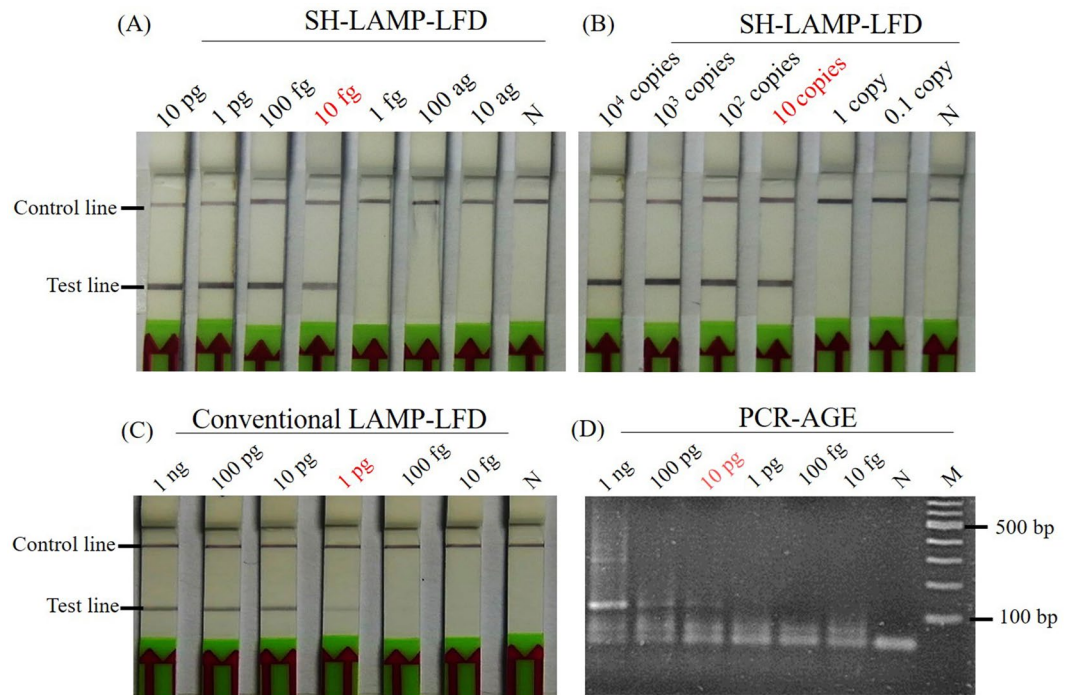 (A)
SH-LAMP-LFD
10 pg
1 pg
100 fg
10 fg
1 fg
100 ag
10 ag
N
Control line
Test line
(B)
SH-LAMP-LFD
10⁴ copies
10³ copies
10² copies
10 copies
1 copy
0.1 copy
N
(C)
Conventional LAMP-LFD
1 ng
100 pg
10 pg
1 pg
100 fg
10 fg
N
Control line
Test line
(D)
PCR-AGE
1 ng
100 pg
10 pg
1 pg
100 fg
10 fg
N
M
500 bp
100 bp